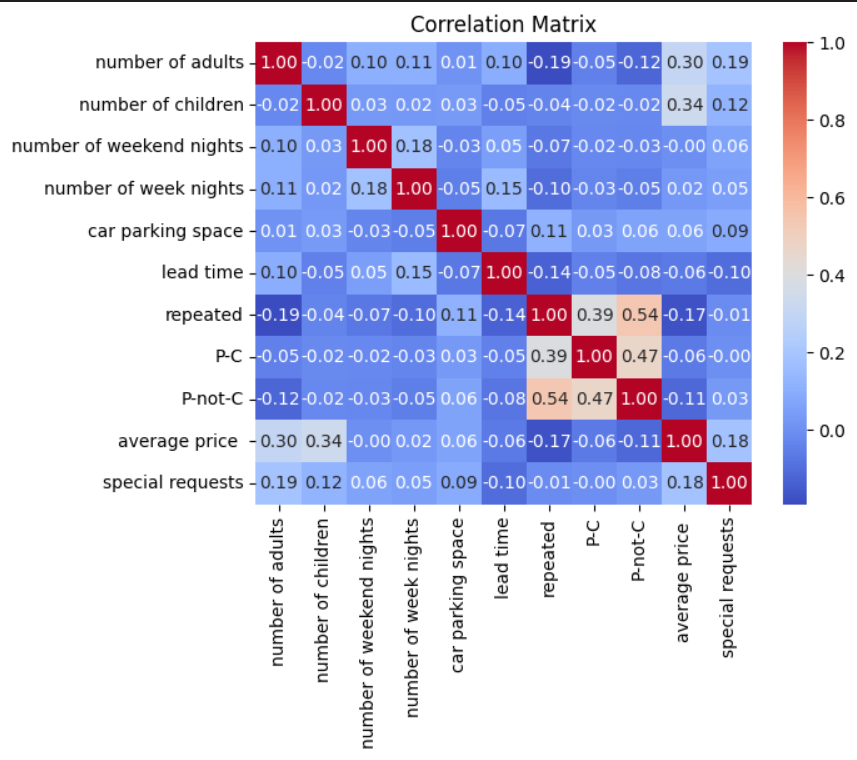 Correlation Matrix
number of adults 1.00 -0.02 0.10 0.11 0.01 0.10 -0.19 -0.05 -0.12 0.30 0.19
number of children -0.02 1.00 0.03 0.02 0.03 -0.05 -0.04 -0.02 -0.02 0.34 0.12
number of weekend nights 0.10 0.03 1.00 0.18 -0.03 0.05 -0.07 -0.02 -0.03 -0.00 0.06
number of week nights 0.11 0.02 0.18 1.00 -0.05 0.15 -0.10 -0.03 -0.05 0.02 0.05
car parking space 0.01 0.03 -0.03 -0.05 1.00 -0.07 0.11 0.03 0.06 0.06 0.09
lead time 0.10 -0.05 0.05 0.15 -0.07 1.00 -0.14 -0.05 -0.08 -0.06 -0.10
repeated -0.19 -0.04 -0.07 -0.10 0.11 -0.14 1.00 0.39 0.54 -0.17 -0.01
P-C -0.05 -0.02 -0.02 -0.03 0.03 -0.05 0.39 1.00 0.47 -0.06 -0.00
P-not-C -0.12 -0.02 -0.03 -0.05 0.06 -0.08 0.54 0.47 1.00 -0.11 0.03
average price 0.30 0.34 -0.00 0.02 0.06 -0.06 -0.17 -0.06 -0.11 1.00 0.18
special requests 0.19 0.12 0.06 0.05 0.09 -0.10 -0.01 -0.00 0.03 0.18 1.00
number of adults
number of children
number of weekend nights
number of week nights
car parking space
lead time
repeated
P-C
P-not-C
average price
special requests
1.0
0.8
0.6
0.4
0.2
0.0